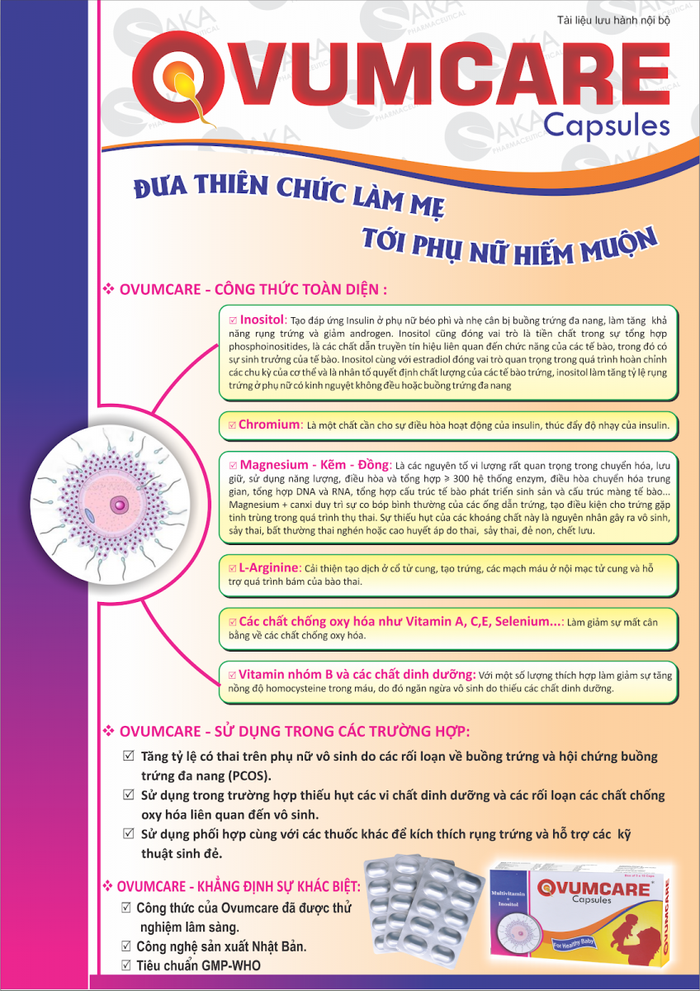 Tài liệu lưu hành nội bộ
SAKA
PHARMACEUTICAL
OVUMCARE
Capsules
ĐƯA THIÊN CHỨC LÀM MẸ
TỚI PHỤ NỮ HIẾM MUỘN
❖ OVUMCARE - CÔNG THỨC TOÀN DIỆN :
☑ Inositol: Tạo đáp ứng Insulin ở phụ nữ béo phì và nhẹ cân bị buồng trứng đa nang, làm tăng khả
năng rụng trứng và giảm androgen. Inositol cũng đóng vai trò là tiền chất trong sự tổng hợp
phosphoinositides, là các chất dẫn truyền tín hiệu liên quan đến chức năng của các tế bào, trong đó có
sự sinh trưởng của tế bào. Inositol cùng với estradiol đóng vai trò quan trọng trong quá trình hoàn chỉnh
các chu kỳ của cơ thể và là nhân tố quyết định chất lượng của các tế bào trứng, inositol làm tăng tỷ lệ rụng
trứng ở phụ nữ có kinh nguyệt không đều hoặc buồng trứng đa nang
☑ Chromium: Là một chất cần cho sự điều hòa hoạt động của insulin, thúc đẩy độ nhạy của insulin.
☑ Magnesium - Kẽm - Đồng: Là các nguyên tố vi lượng rất quan trọng trong chuyển hóa, lưu
giữ, sử dụng năng lượng, điều hòa và tổng hợp ⩾ 300 hệ thống enzym, điều hòa chuyển hóa trung
gian, tổng hợp DNA và RNA, tổng hợp cấu trúc tế bào phát triển sinh sản và cấu trúc màng tế bào...
Magnesium + canxi duy trì sự co bóp bình thường của các ống dẫn trứng, tạo điều kiện cho trứng gặp
tinh trùng trong quá trình thụ thai. Sự thiếu hụt của các khoáng chất này là nguyên nhân gây ra vô sinh,
sảy thai, bất thường thai nghén hoặc cao huyết áp do thai, sảy thai, đẻ non, chết lưu.
☑ L-Arginine: Cải thiện tạo dịch ở cổ tử cung, tạo trứng, các mạch máu ở nội mạc tử cung và hỗ
trợ quá trình bám của bào thai.
☑ Các chất chống oxy hóa như Vitamin A, C,E, Selenium...: Làm giảm sự mất cân
bằng về các chất chống oxy hóa.
☑ Vitamin nhóm B và các chất dinh dưỡng: Với một số lượng thích hợp làm giảm sự tăng
nồng độ homocysteine trong máu, do đó ngăn ngừa vô sinh do thiếu các chất dinh dưỡng.
❖ OVUMCARE - SỬ DỤNG TRONG CÁC TRƯỜNG HỢP:
☑ Tăng tỷ lệ có thai trên phụ nữ vô sinh do các rối loạn về buồng trứng và hội chứng buồng
trứng đa nang (PCOS).
☑ Sử dụng trong trường hợp thiếu hụt các vi chất dinh dưỡng và các rối loạn các chất chống
oxy hóa liên quan đến vô sinh.
☑ Sử dụng phối hợp cùng với các thuốc khác để kích thích rụng trứng và hỗ trợ các kỹ
thuật sinh đẻ.
❖ OVUMCARE - KHẲNG ĐỊNH SỰ KHÁC BIỆT:
☑ Công thức của Ovumcare đã được thử
nghiệm lâm sàng.
☑ Công nghệ sản xuất Nhật Bản.
☑ Tiêu chuẩn GMP-WHO
Multivitamin
+
Inositol
OVUMCARE
Capsules
For Healthy Baby
OVUMCARE